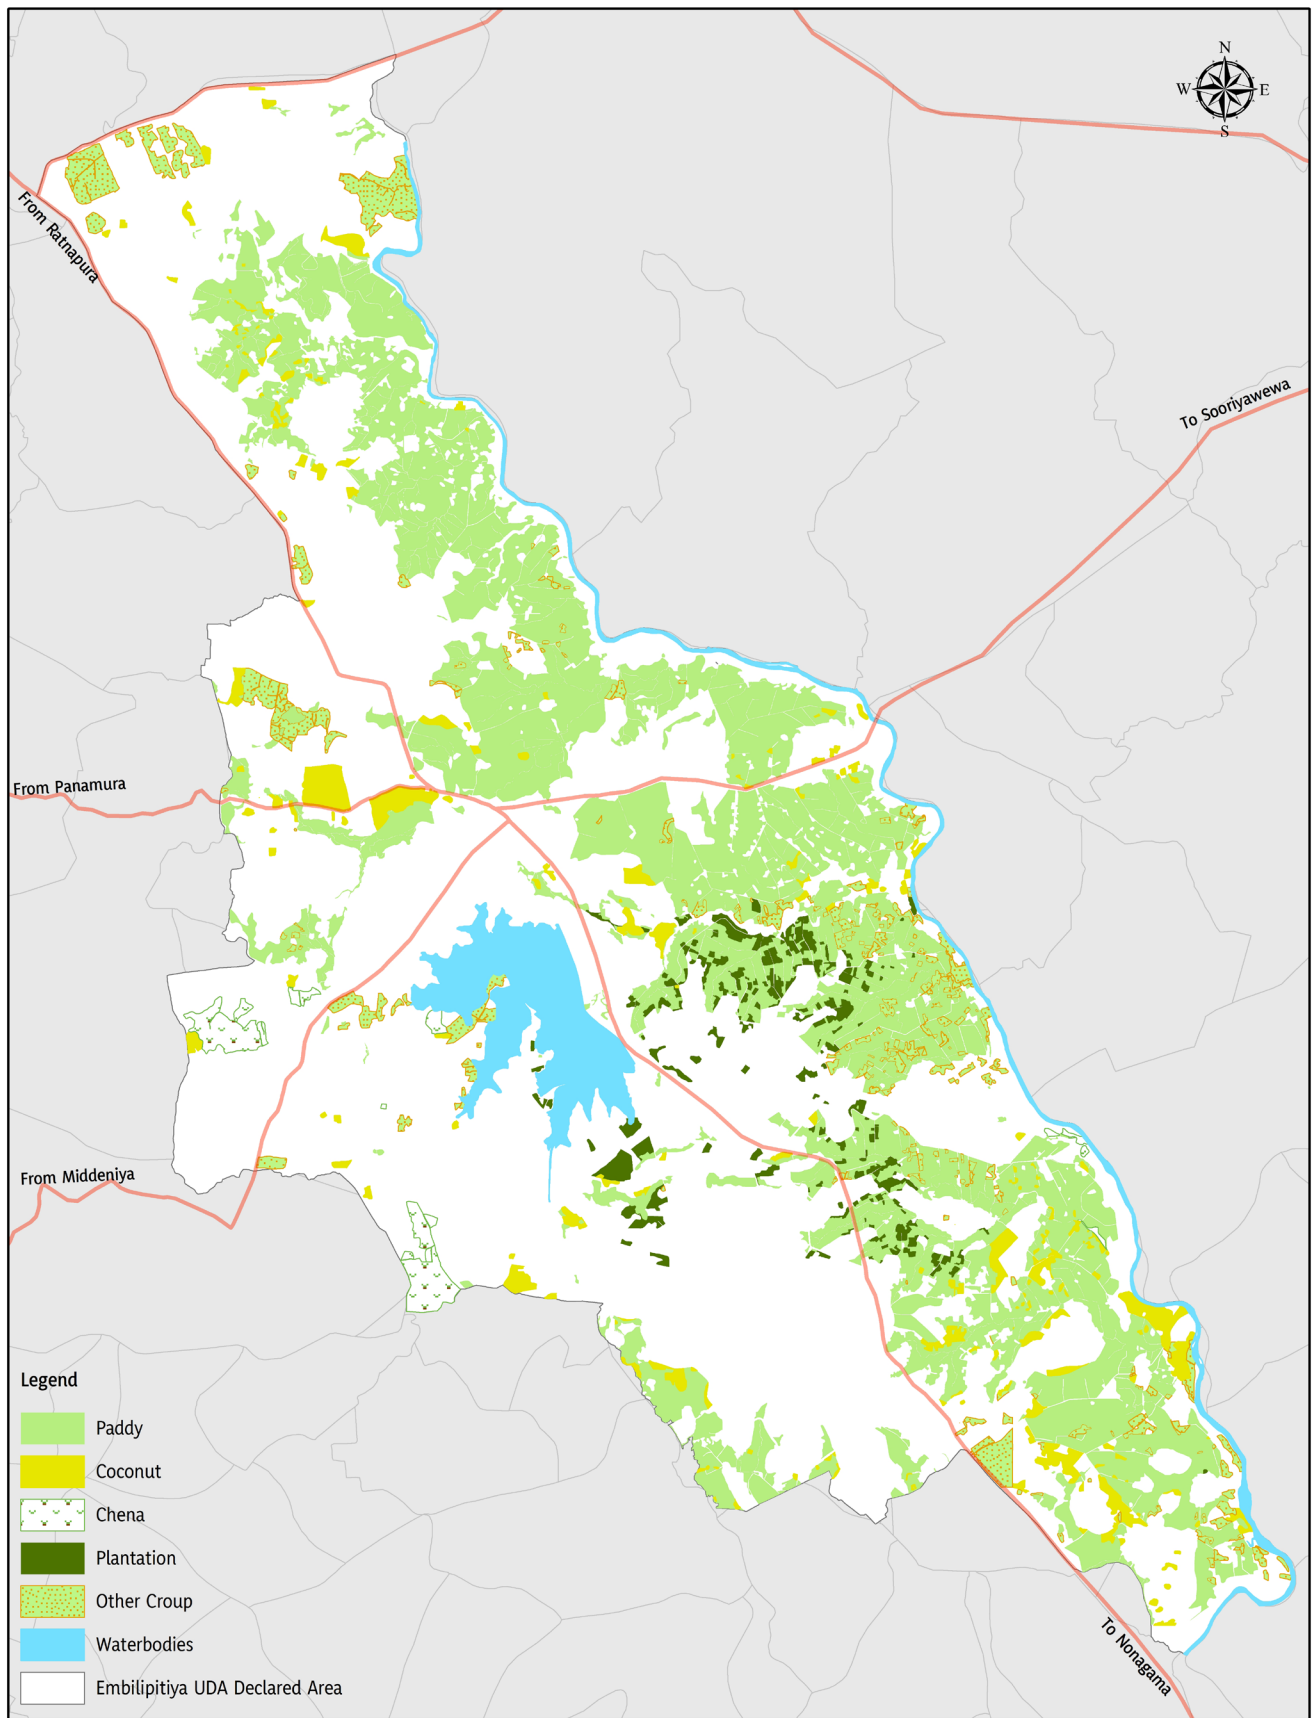 N
W E
S
From Ratnapura
To Sooriyawewa
From Panamura
From Middeniya
To Nonagama
Legend
Paddy
Coconut
Chena
Plantation
Other Croup
Waterbodies
Embilipitiya UDA Declared Area